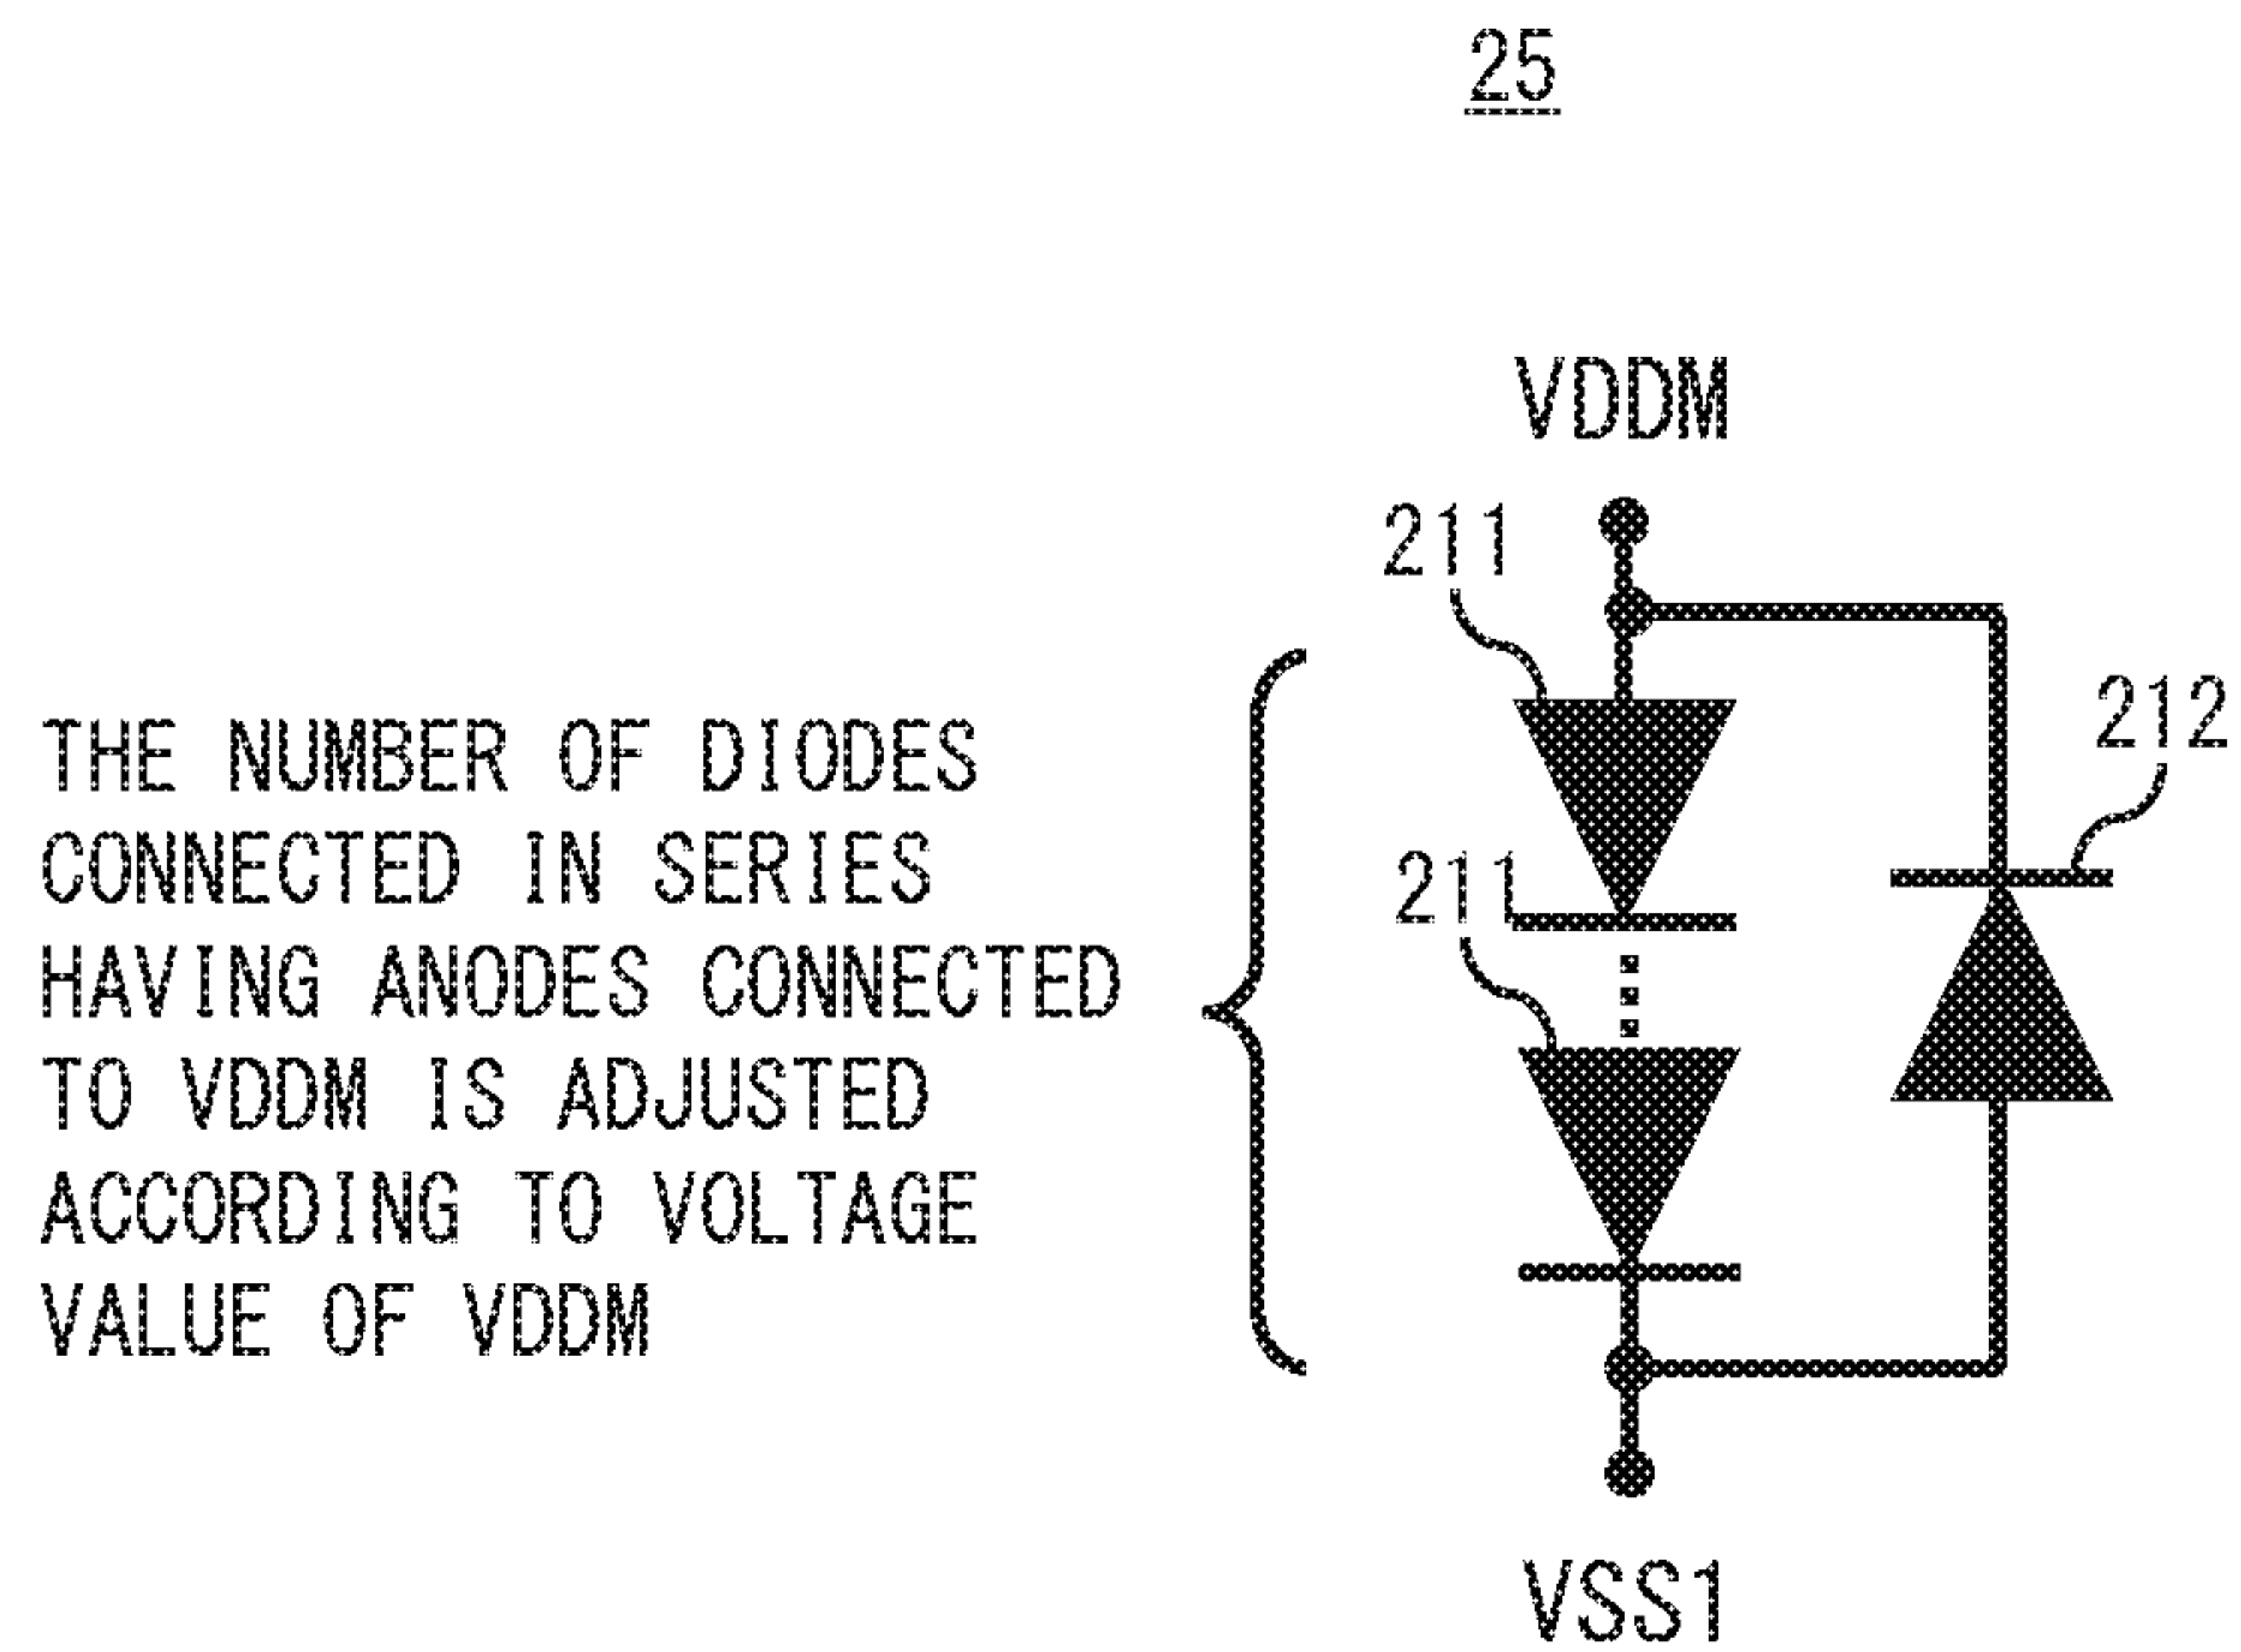 25
VDDM
211
212
211
THE NUMBER OF DIODES
CONNECTED IN SERIES
HAVING ANODES CONNECTED
TO VDDM IS ADJUSTED
ACCORDING TO VOLTAGE
VALUE OF VDDM
VSS1